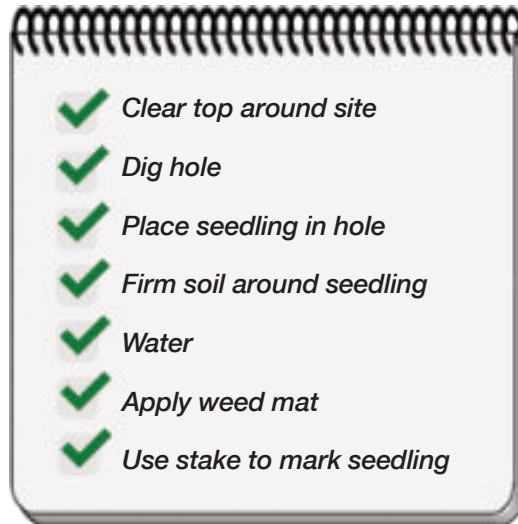 Clear top around site
Dig hole
Place seedling in hole
Firm soil around seedling
Water
Apply weed mat
Use stake to mark seedling